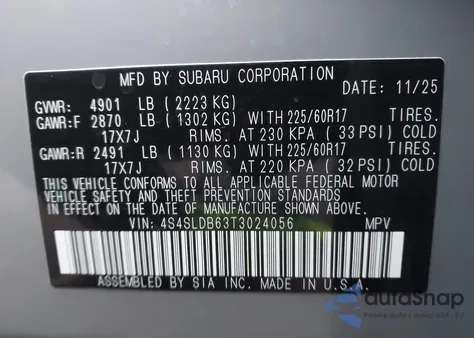 MFD BY SUBARU CORPORATION
DATE: 11/25
GVWR: 4901 LB (2223 KG)
GAWR:F 2870 LB (1302 KG) WITH 225/60R17 TIRES.
17X7J RIMS. AT 230 KPA (33 PSI) COLD
GAWR:R 2491 LB (1130 KG) WITH 225/60R17 TIRES.
17X7J RIMS. AT 220 KPA (32 PSI) COLD
THIS VEHICLE CONFORMS TO ALL APPLICABLE FEDERAL MOTOR
VEHICLE SAFETY AND THEFT PREVENTION STANDARDS IN
EFFECT ON THE DATE OF MANUFACTURE SHOWN ABOVE.
VIN: 4S4SLDB63T3024056 MPV
BY SIA INC. MADE IN U.S.A.
autoSnap